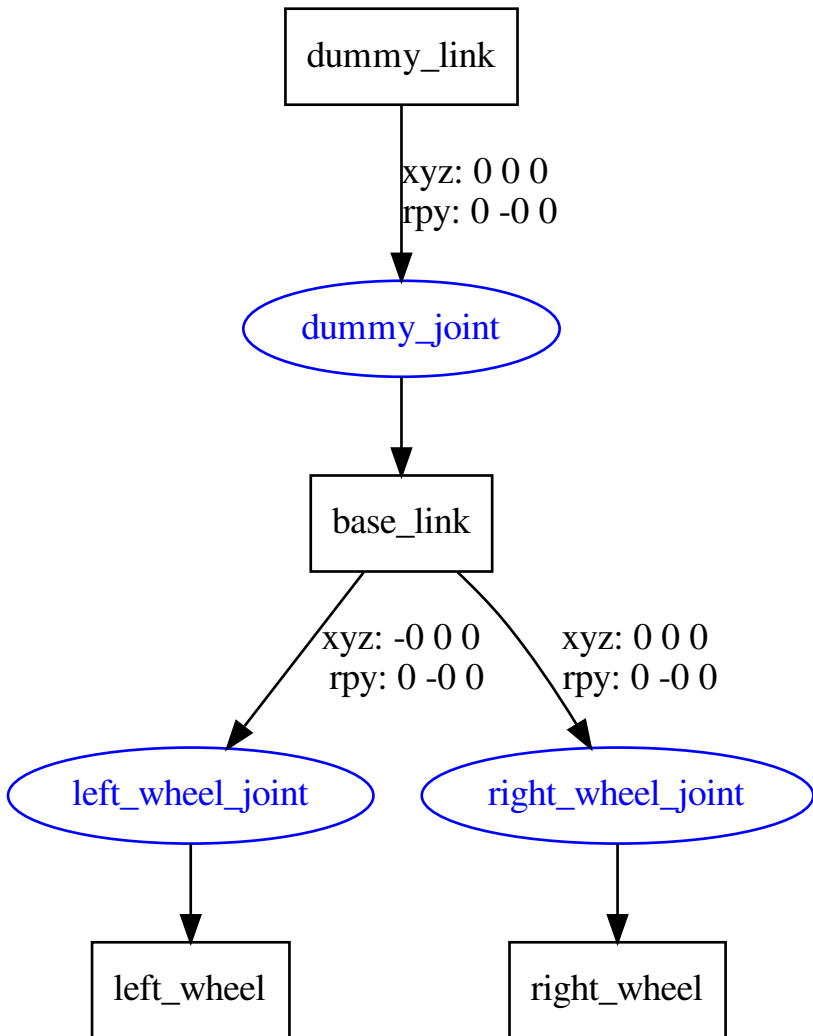 dummy_link
xyz: 0 0 0
rpy: 0 -0 0
dummy_joint
base_link
xyz: -0 0 0
rpy: 0 -0 0
xyz: 0 0 0
rpy: 0 -0 0
left_wheel_joint
right_wheel_joint
left_wheel
right_wheel